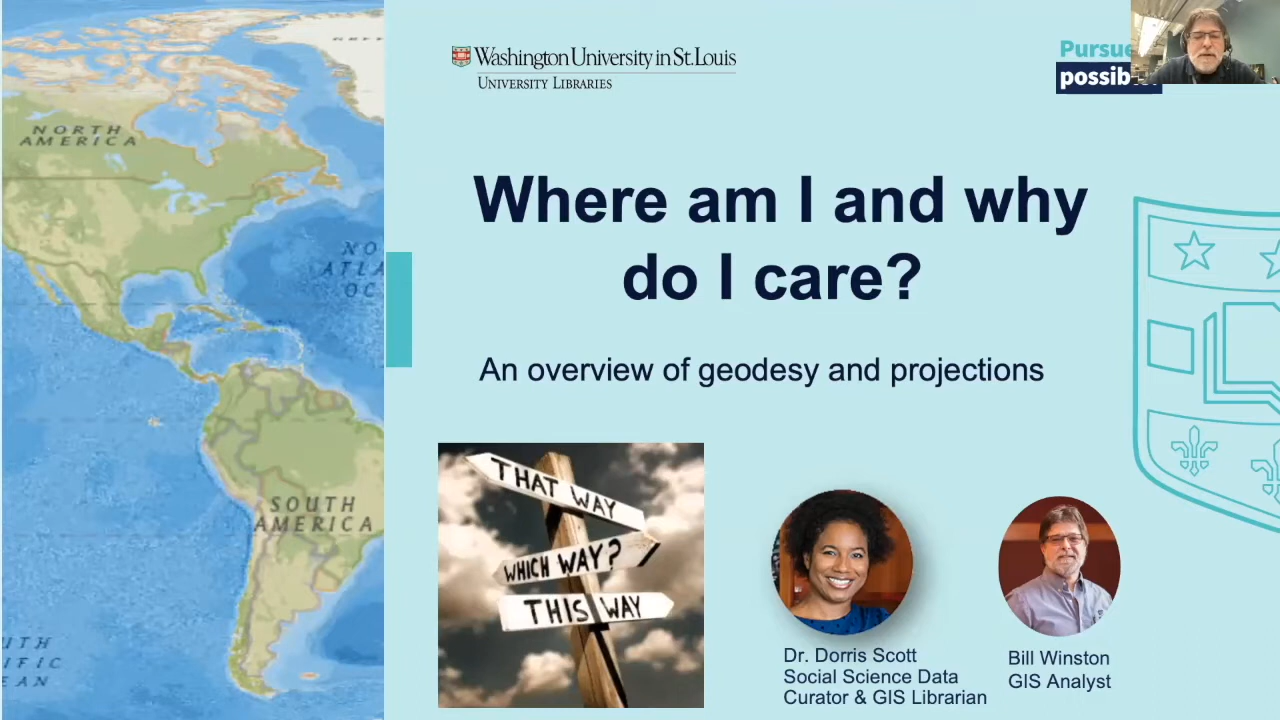 NORTH
AMERICA
NO
ATLA
OC
SOUTH
AMERICA
UTH
IFIC
EAN
Washington University in St. Louis
UNIVERSITY LIBRARIES
Pursue
possib
Where am I and why
do I care?
An overview of geodesy and projections
THAT WAY
WHICH WAY?
THIS WAY
Dr. Dorris Scott
Social Science Data
Curator & GIS Librarian
Bill Winston
GIS Analyst